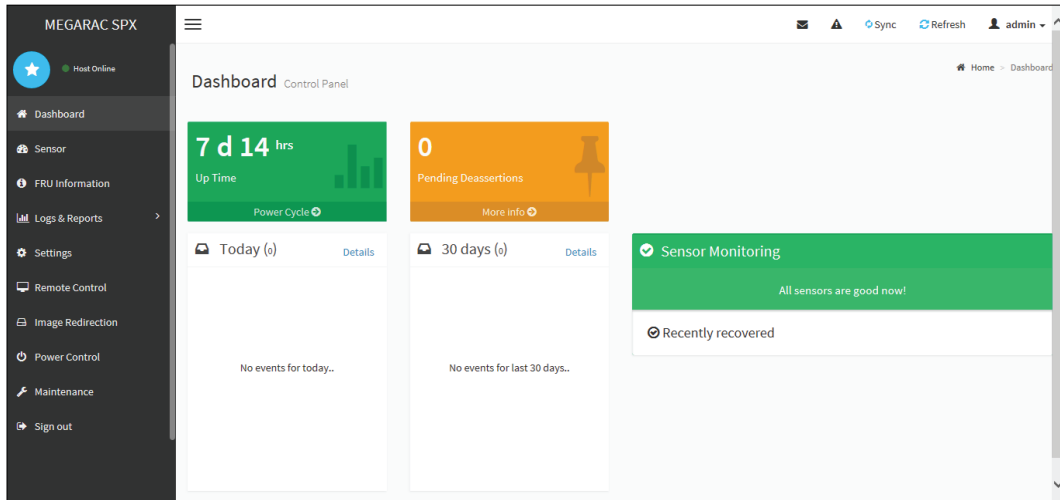 MEGARAC SPX
Host Online
Dashboard
Sensor
FRU Information
Logs & Reports
Settings
Remote Control
Image Redirection
Power Control
Maintenance
Sign out
Sync
Refresh
admin
Dashboard Control Panel
Home > Dashboard
7 d 14 hrs
Up Time
Power Cycle
0
Pending Deassertions
More info
Today (0)
Details
No events for today..
30 days (0)
Details
No events for last 30 days..
Sensor Monitoring
All sensors are good now!
Recently recovered